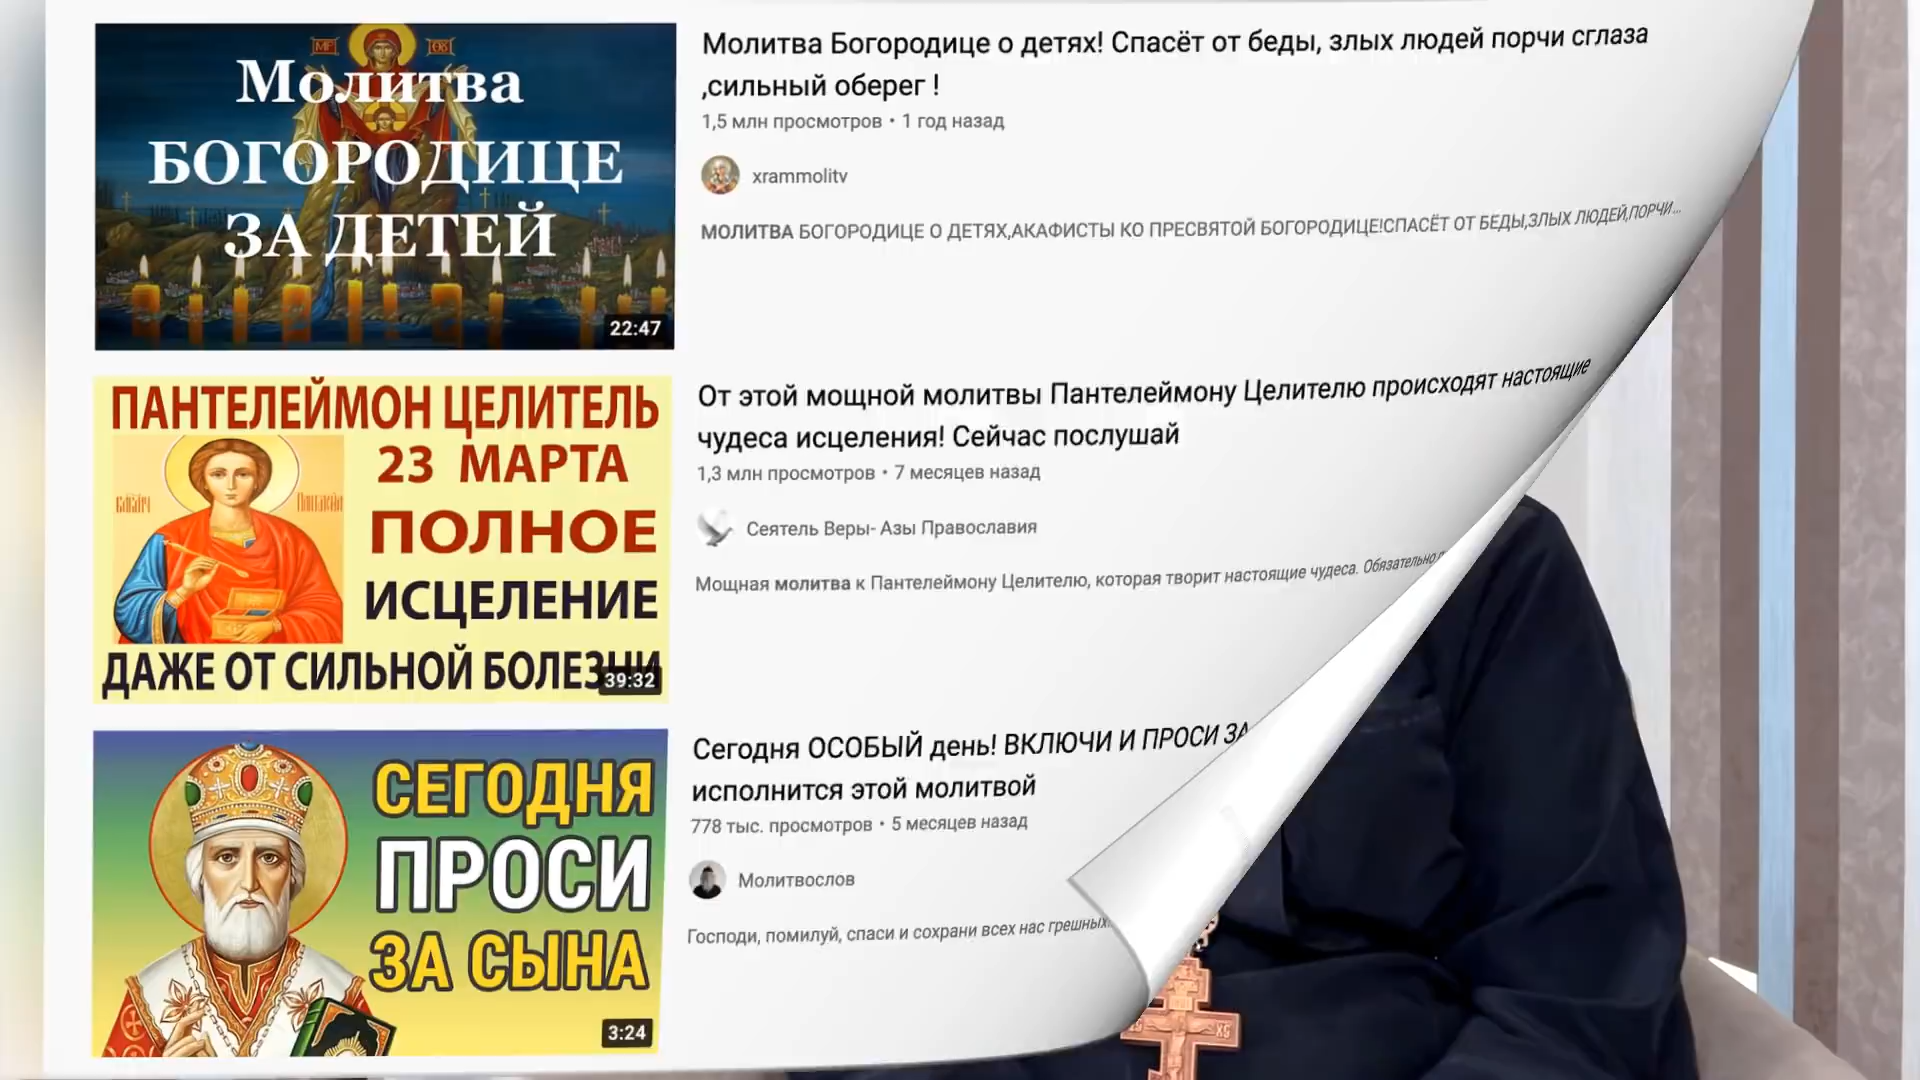 Молитва
БОГОРОДИЦЕ
ЗА ДЕТЕЙ
22:47
Молитва Богородице о детях! Спасёт от беды, злых людей порчи сглаза
,сильный оберег !
1,5 млн просмотров • 1 год назад
xrammolitv
МОЛИТВА БОГОРОДИЦЕ О ДЕТЯХ,АКАФИСТЫ КО ПРЕСВЯТОЙ БОГОРОДИЦЕ!СПАСЁТ ОТ БЕДЫ,ЗЛЫХ ЛЮДЕЙ,ПОРЧИ...
ПАНТЕЛЕЙМОН ЦЕЛИТЕЛЬ
23 МАРТА
ПОЛНОЕ
ИСЦЕЛЕНИЕ
ДАЖЕ ОТ СИЛЬНОЙ БОЛЕЗНИ
39:32
От этой мощной молитвы Пантелеймону Целителю происходят настоящие
чудеса исцеления! Сейчас послушай
1,3 млн просмотров • 7 месяцев назад
Сеятель Веры- Азы Православия
Мощная молитва к Пантелеймону Целителю, которая творит настоящие чудеса. Обязательно
СЕГОДНЯ
ПРОСИ
ЗА СЫНА
3:24
Сегодня ОСОБЫЙ день! ВКЛЮЧИ И ПРОСИ ЗА
исполнится этой молитвой
778 тыс. просмотров • 5 месяцев назад
Молитвослов
Господи, помилуй, спаси и сохрани всех нас грешных